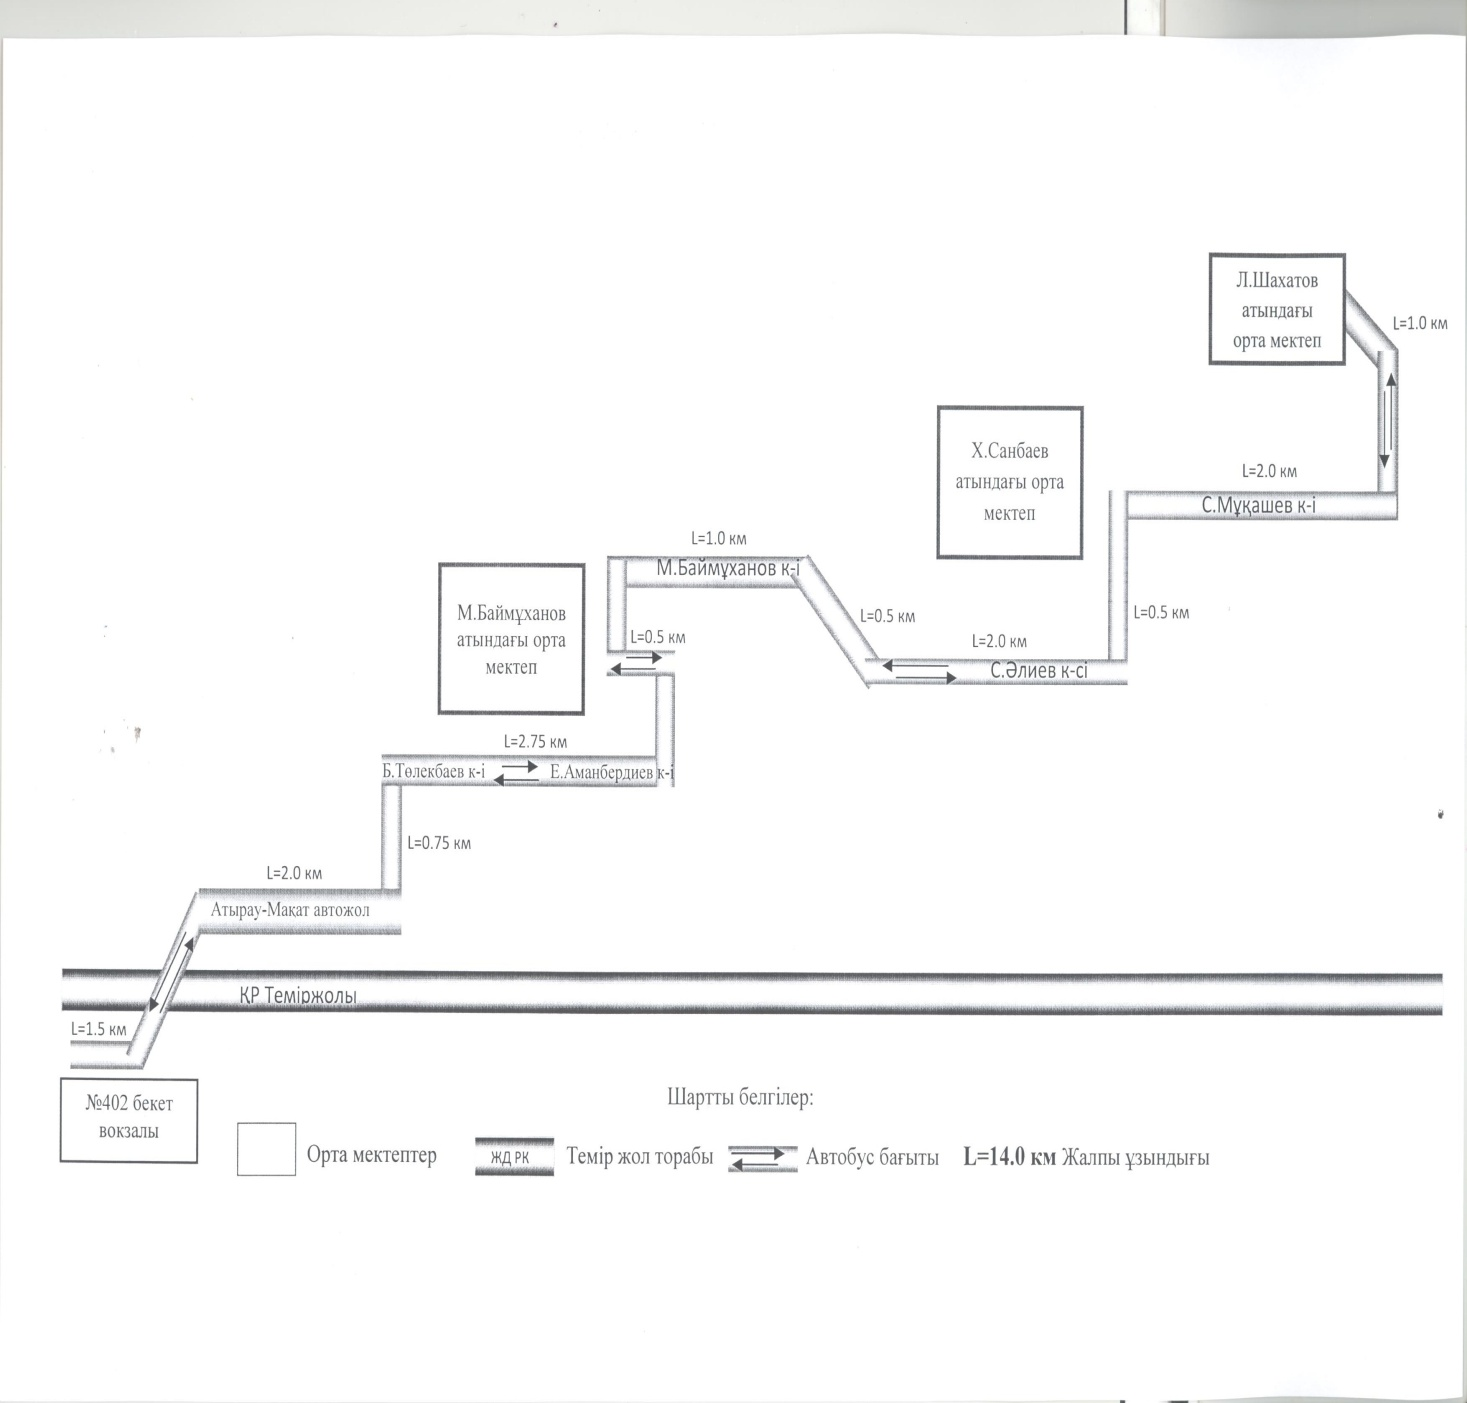 Л.Шахатов
атындағы
орта мектеп
L=1.0 км
Х.Санбаев
атындағы орта
мектеп
L=2.0 км
С.Мұқашев к-і
L=1.0 км
М.Баймұханов к-і
М.Баймұханов
атындағы орта
мектеп
L=0.5 км
L=0.5 км
L=2.0 км
С.Әлиев к-сі
L=0.5 км
L=2.75 км
Б.Төлекбаев к-і
Е.Аманбердиев к-і
L=0.75 км
L=2.0 км
Атырау-Мақат автожол
ҚР Теміржолы
L=1.5 км
№402 бекет
вокзалы
Шартты белгілер:
Орта мектептер
ЖД РК
Темір жол торабы
Автобус бағыты
L=14.0 км Жалпы ұзындығы